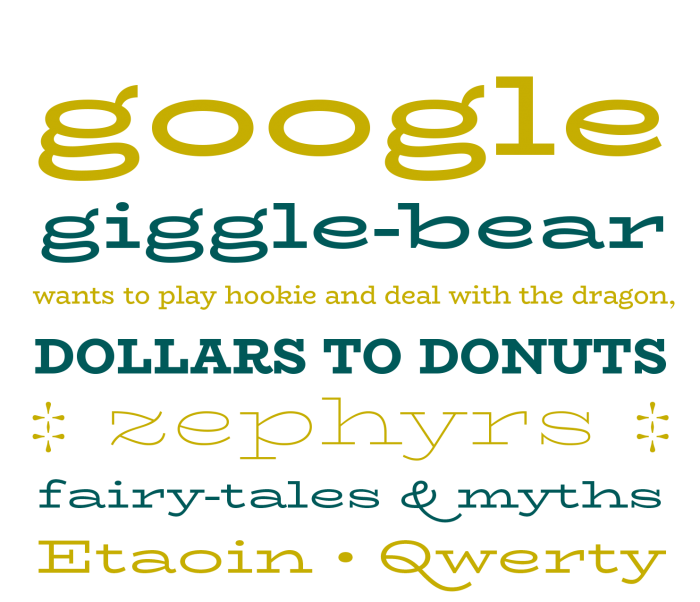 google
giggle-bear
wants to play hookie and deal with the dragon,
DOLLARS TO DONUTS
⁑ zephyrs ⁑
fairy-tales & myths
Etaoin • Qwerty